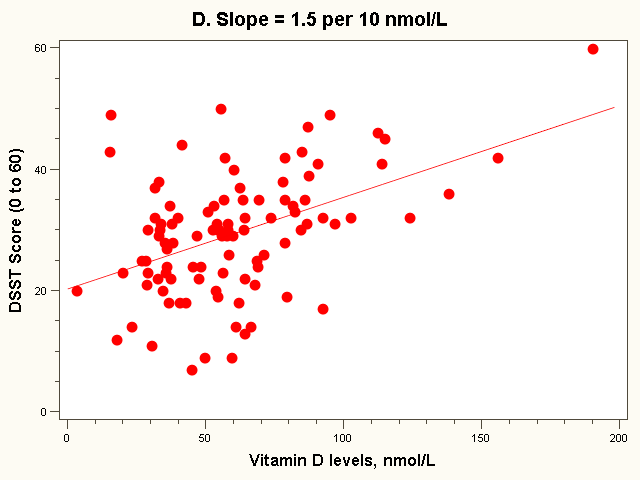 D. Slope = 1.5 per 10 nmol/L
DSST Score (0 to 60)
60
40
20
0
0 50 100 150 200
Vitamin D levels, nmol/L